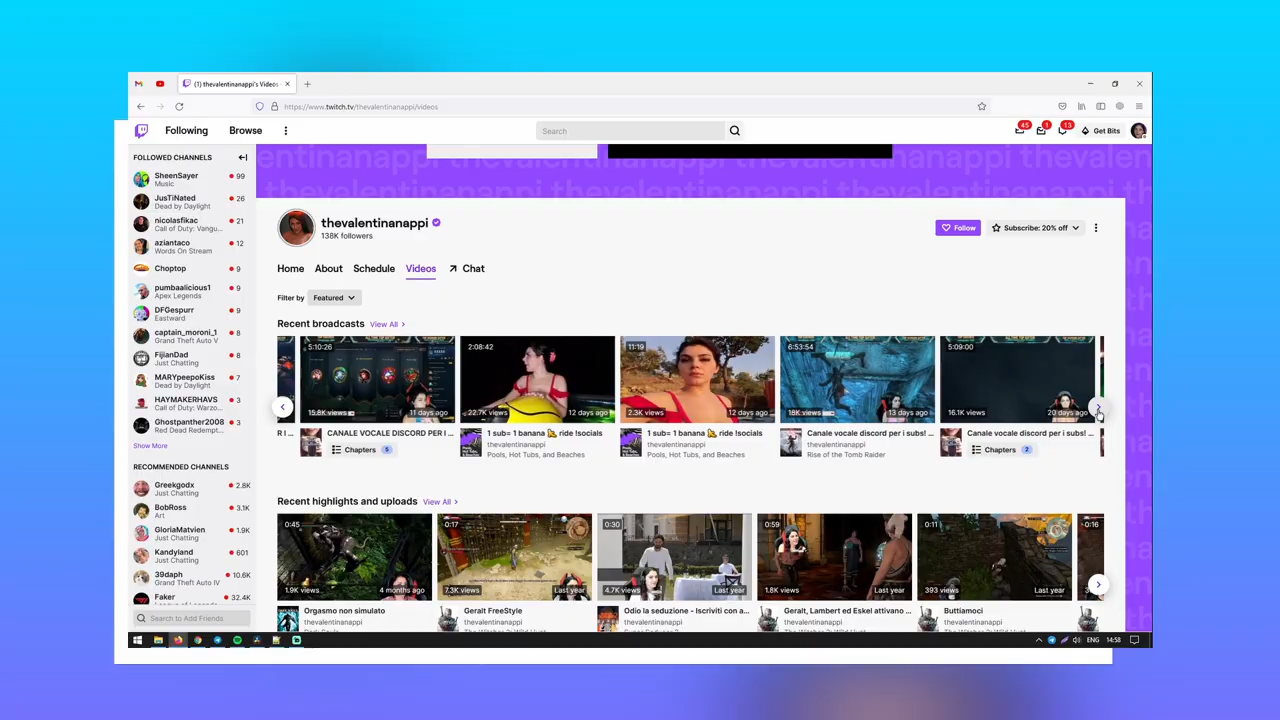 (1) thevalentinanappi's Videos
https://www.twitch.tv/thevalentinanappi/videos
Following
Browse
Search
45
1
13
Get Bits
entinanappi thevalentinanappi thevalen
thevalentinanappi
138K followers
Follow
Subscribe: 20% off
Home
About
Schedule
Videos
Chat
Filter by
Featured
FOLLOWED CHANNELS
SheenSayer
99
Music
JusTiNated
26
Dead by Daylight
nicolasfikac
21
Call of Duty: Vangu...
aziantaco
12
Words On Stream
Choptop
9
pumbaalicious1
9
Apex Legends
DFGespurr
9
Eastward
captain_moroni_1
8
Grand Theft Auto V
FijianDad
8
Just Chatting
MARYpeepoKiss
7
Dead by Daylight
HAYMAKERHAVS
3
Call of Duty: Warzo...
Ghostpanther2008
3
Red Dead Redempt...
Show More
RECOMMENDED CHANNELS
Greekgodx
2.8K
Just Chatting
BobRoss
3.1K
Art
GloriaMatvien
1.9K
Just Chatting
Kandyland
601
Just Chatting
39daph
10.6K
Grand Theft Auto IV
Faker
32.4K
Search to Add Friends
Recent broadcasts
View All
5:10:26
15.8K views
11 days ago
2:08:42
22.7K views
12 days ago
11:19
2.3K views
12 days ago
6:53:54
18K views
13 days ago
5:09:00
16.1K views
20 days ago
R I ...
CANALE VOCALE DISCORD PER I ...
Chapters
5
1 sub= 1 banana ride !socials
thevalentinanappi
Pools, Hot Tubs, and Beaches
1 sub= 1 banana ride !socials
thevalentinanappi
Pools, Hot Tubs, and Beaches
Canale vocale discord per i subs! ...
thevalentinanappi
Rise of the Tomb Raider
Canale vocale discord per i subs! ...
Chapters
2
Recent highlights and uploads
View All
0:45
1.9K views
4 months ago
0:17
7.3K views
Last year
0:30
4.7K views
Last year
0:59
1.8K views
Last year
0:11
393 views
Last year
0:16
Orgasmo non simulato
thevalentinanappi
Geralt FreeStyle
thevalentinanappi
Odio la seduzione - Iscriviti con a...
thevalentinanappi
Geralt, Lambert ed Eskel attivano ...
thevalentinanappi
Buttiamoci
thevalentinanappi
ENG
14:58